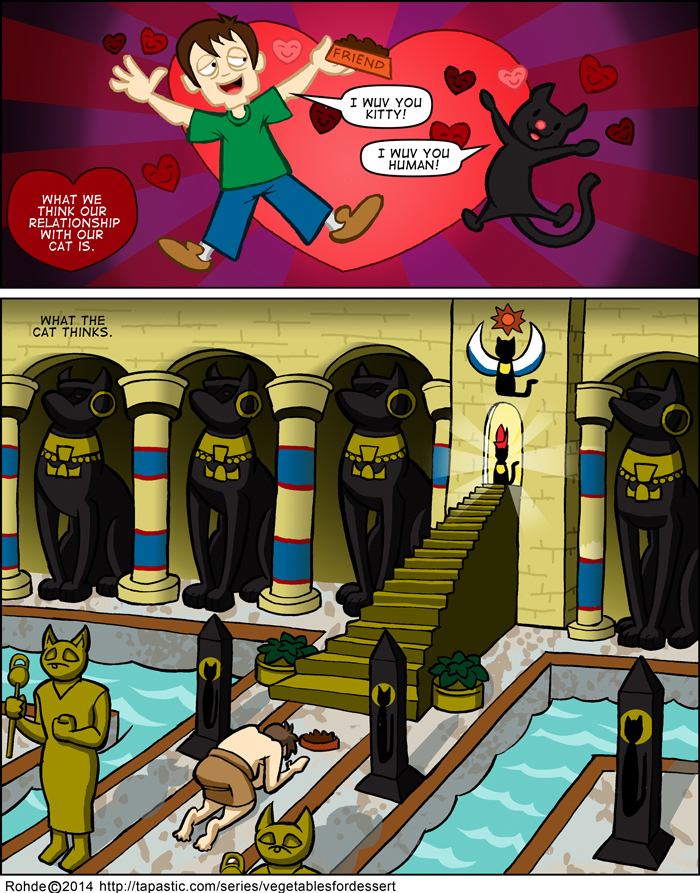 FRIEND
I WUV YOU
KITTY!
I WUV YOU
HUMAN!
WHAT WE
THINK OUR
RELATIONSHIP
WITH OUR
CAT IS.
WHAT THE
CAT THINKS.
Rohde©2014 http://tapastic.com/series/vegetablesfordessert